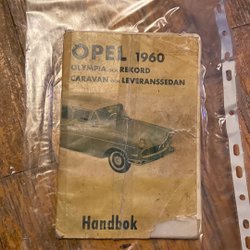 OPEL 1960
OLYMPIA OCH REKORD
CARAVAN OCH LEVERANSSEDAN
Handbok